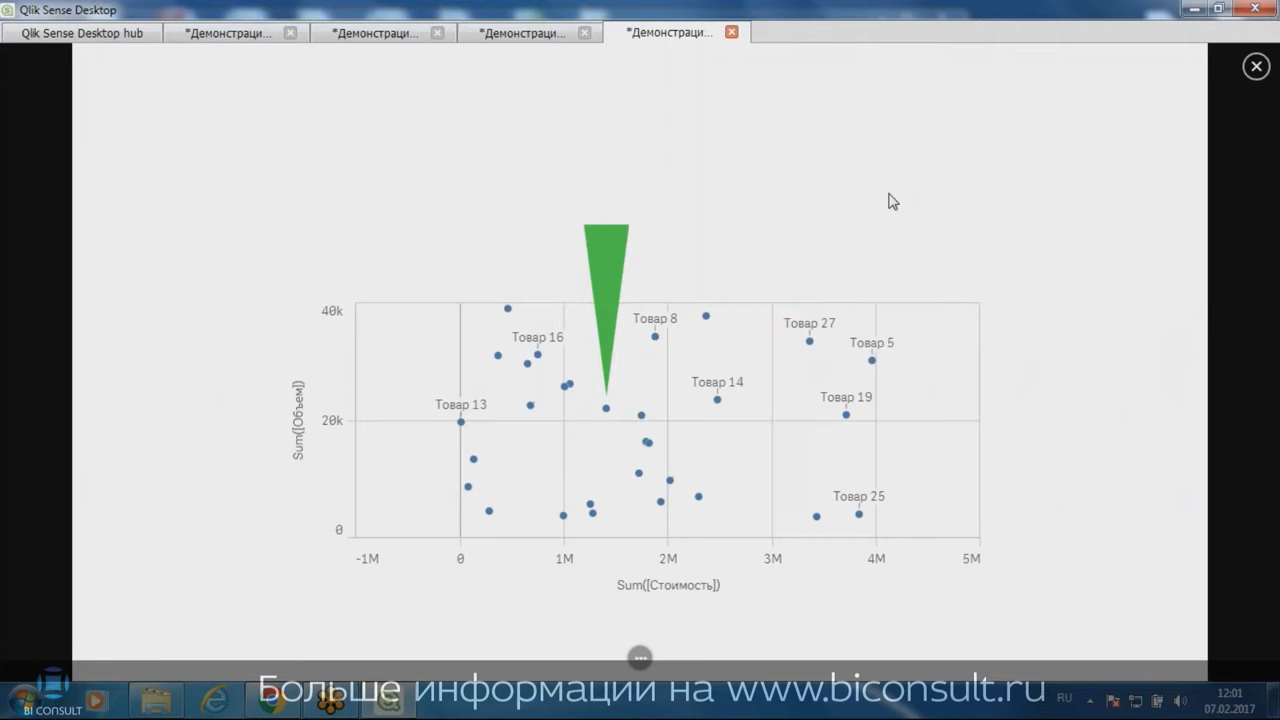 Qlik Sense Desktop
Qlik Sense Desktop hub
*Демонстраци...
*Демонстраци...
*Демонстраци...
*Демонстраци...
40k
20k
0
Sum([Объем])
Товар 16
Товар 8
Товар 27
Товар 5
Товар 14
Товар 19
Товар 13
Товар 25
-1M
0
1M
2M
3M
4M
5M
Sum([Стоимость])
Больше информации на www.biconsult.ru
BI CONSULT
RU
12:01
07.02.2017